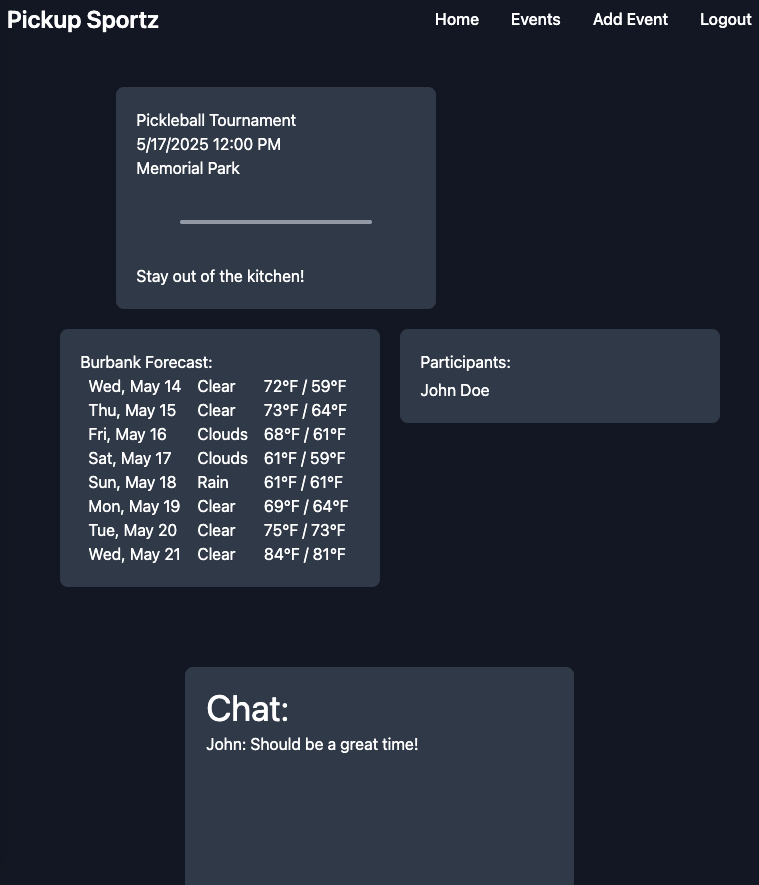 Pickup Sportz
Home Events Add Event Logout
Pickleball Tournament
5/17/2025 12:00 PM
Memorial Park
Stay out of the kitchen!
Burbank Forecast:
Wed, May 14 Clear 72°F / 59°F
Thu, May 15 Clear 73°F / 64°F
Fri, May 16 Clouds 68°F / 61°F
Sat, May 17 Clouds 61°F / 59°F
Sun, May 18 Rain 61°F / 61°F
Mon, May 19 Clear 69°F / 64°F
Tue, May 20 Clear 75°F / 73°F
Wed, May 21 Clear 84°F / 81°F
Participants:
John Doe
Chat:
John: Should be a great time!